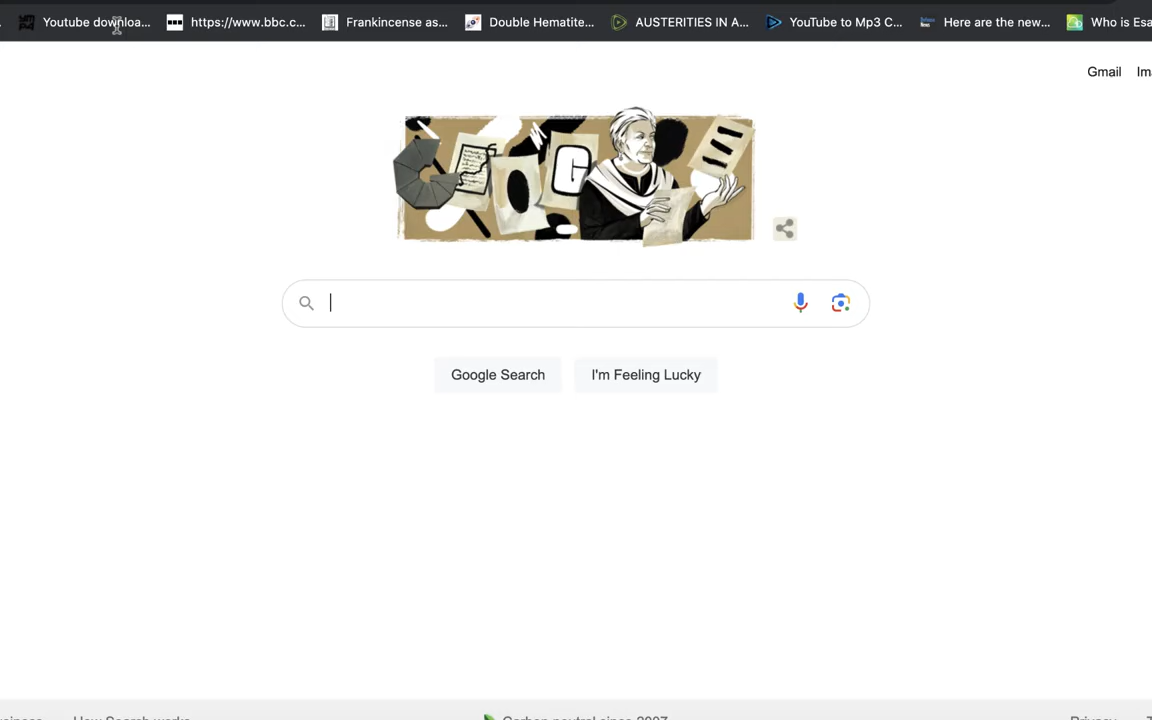 Youtube downloa... https://www.bbc.c... Frankincense as... Double Hematite... AUSTERITIES IN A... YouTube to Mp3 C... Here are the new... Who is Esa
Gmail Im
G
Google Search I'm Feeling Lucky
How Search works Carbon neutral since 2007 Privacy